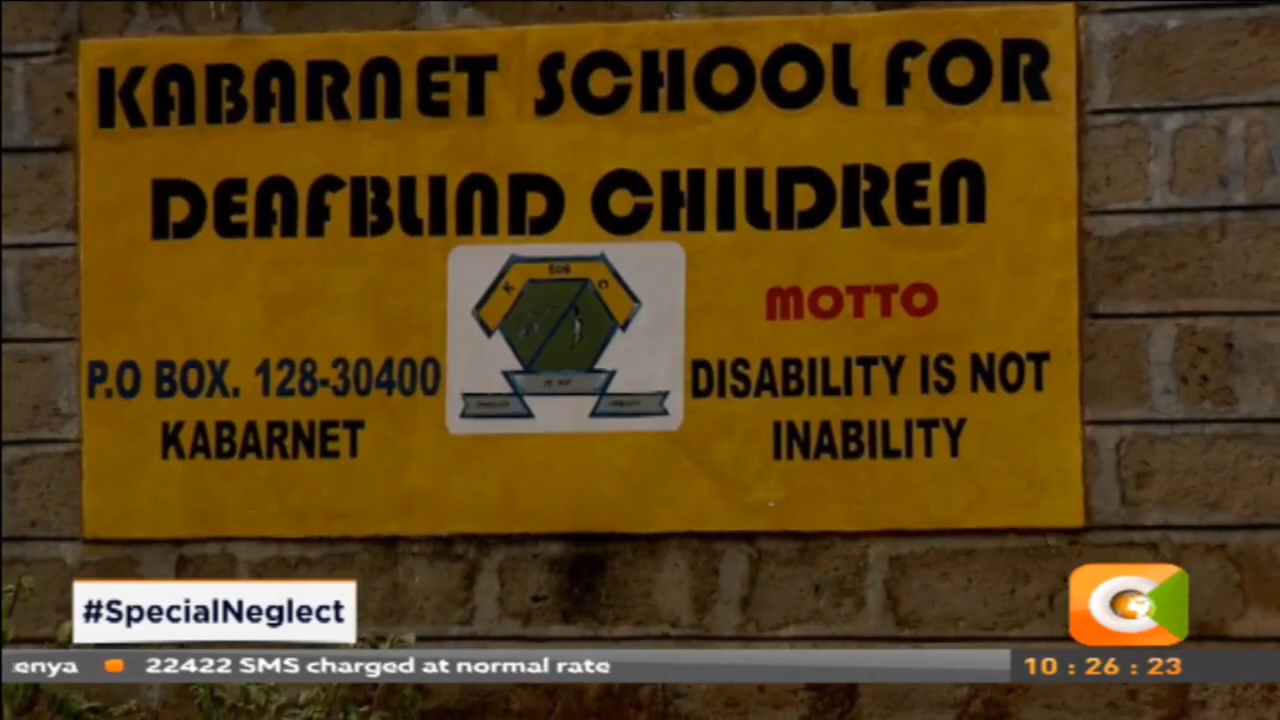 KABARNET SCHOOL FOR
DEAFBLIND CHILDREN
K SDB C
MOTTO
P.O BOX. 128-30400
KABARNET
DISABILITY IS NOT
INABILITY
#SpecialNeglect
enya 22422 SMS charged at normal rate
10 : 26 : 23